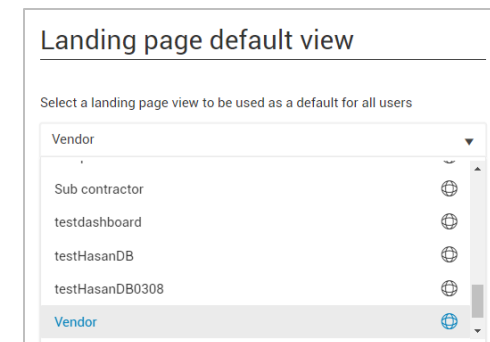 Landing page default view
Select a landing page view to be used as a default for all users
Vendor
Sub contractor
testdashboard
testHasanDB
testHasanDB0308
Vendor